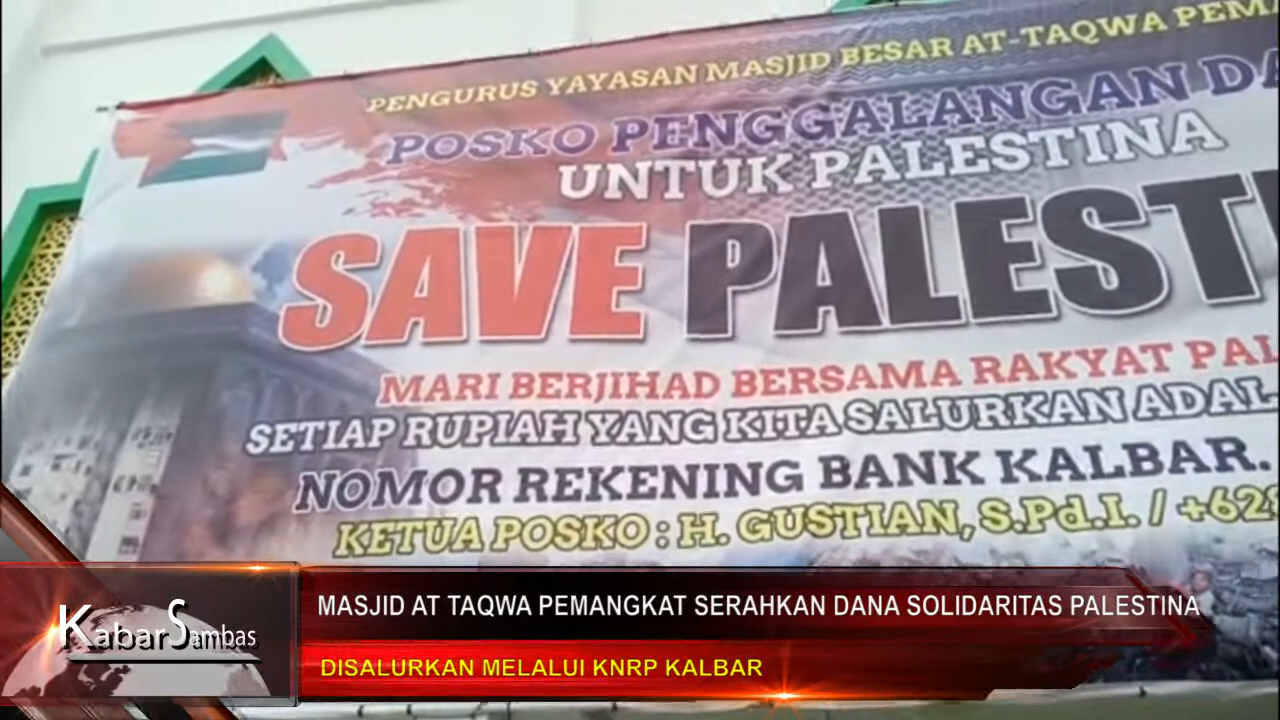 PENGURUS YAYASAN MASJID BESAR AT-TAQWA
POSKO PENGGALANGAN
UNTUK PALESTINA
SAVE
MARI BERJIHAD BERSAMA RAKYAT
SETIAP RUPIAH YANG KITA SALURKAN
NOMOR REKENING BANK KALBAR.
KETUA POSKO : H. GUSTIAN, S.Pd.I. / +628
KabarSambas
MASJID AT TAQWA PEMANGKAT SERAHKAN DANA SOLIDARITAS PALESTINA
DISALURKAN MELALUI KNRP KALBAR